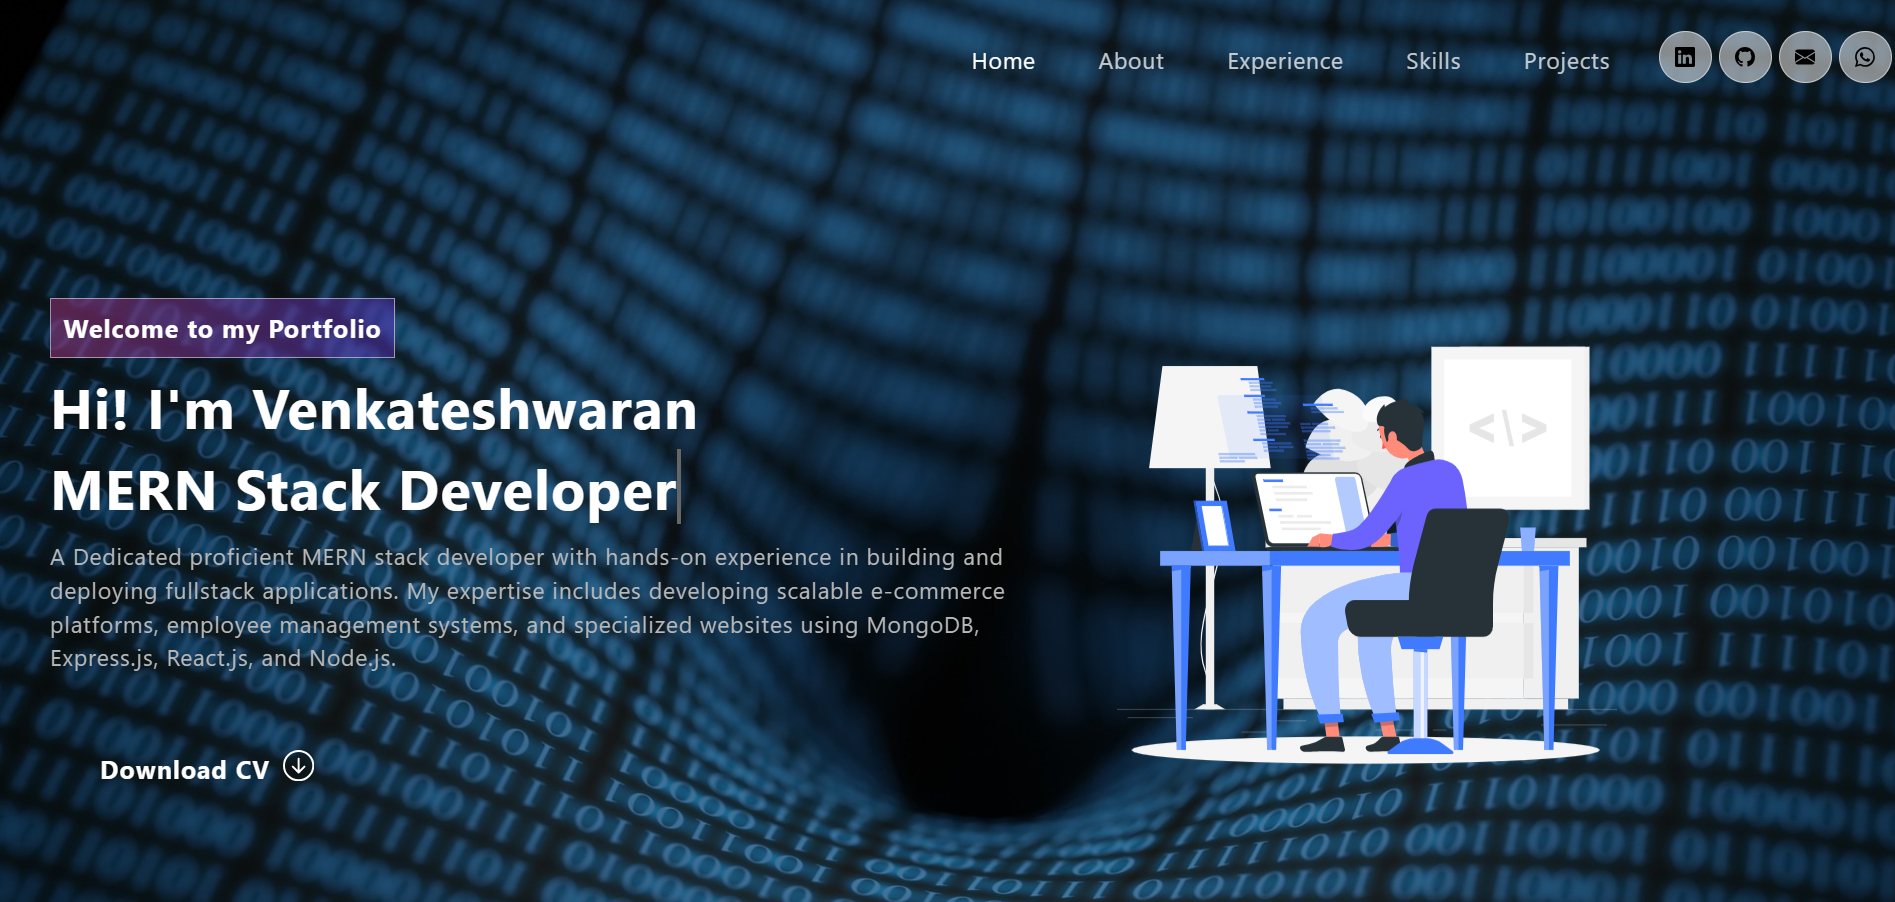 Home About Experience Skills Projects
Welcome to my Portfolio
Hi! I'm Venkateshwaran
MERN Stack Developer
A Dedicated proficient MERN stack developer with hands-on experience in building and
deploying fullstack applications. My expertise includes developing scalable e-commerce
platforms, employee management systems, and specialized websites using MongoDB,
Express.js, React.js, and Node.js.
</>
Download CV